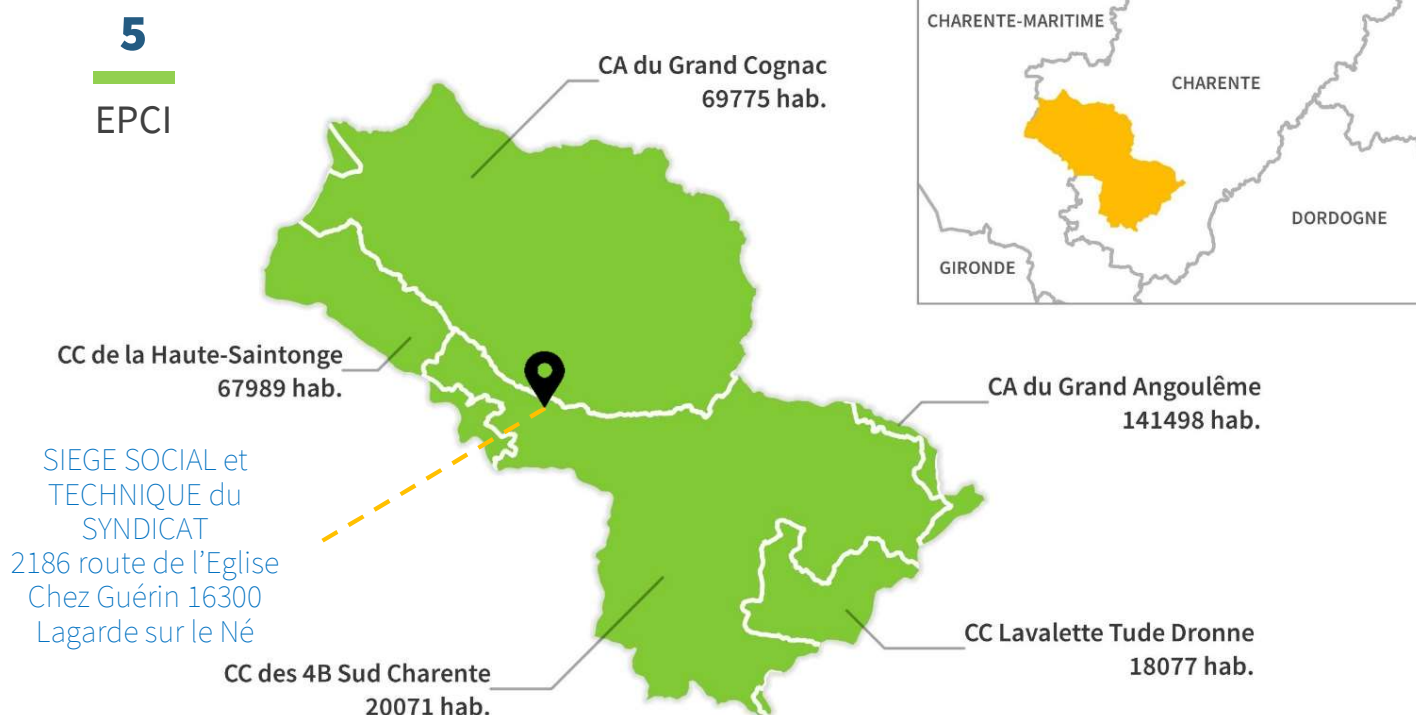 5
EPCI
CA du Grand Cognac
69775 hab.
CHARENTE-MARITIME
CHARENTE
DORDOGNE
GIRONDE
CC de la Haute-Saintonge
67989 hab.
CA du Grand Angoulême
141498 hab.
SIEGE SOCIAL et
TECHNIQUE du
SYNDICAT
2186 route de l’Eglise
Chez Guérin 16300
Lagarde sur le Né
CC Lavalette Tude Dronne
18077 hab.
CC des 4B Sud Charente
20071 hab.